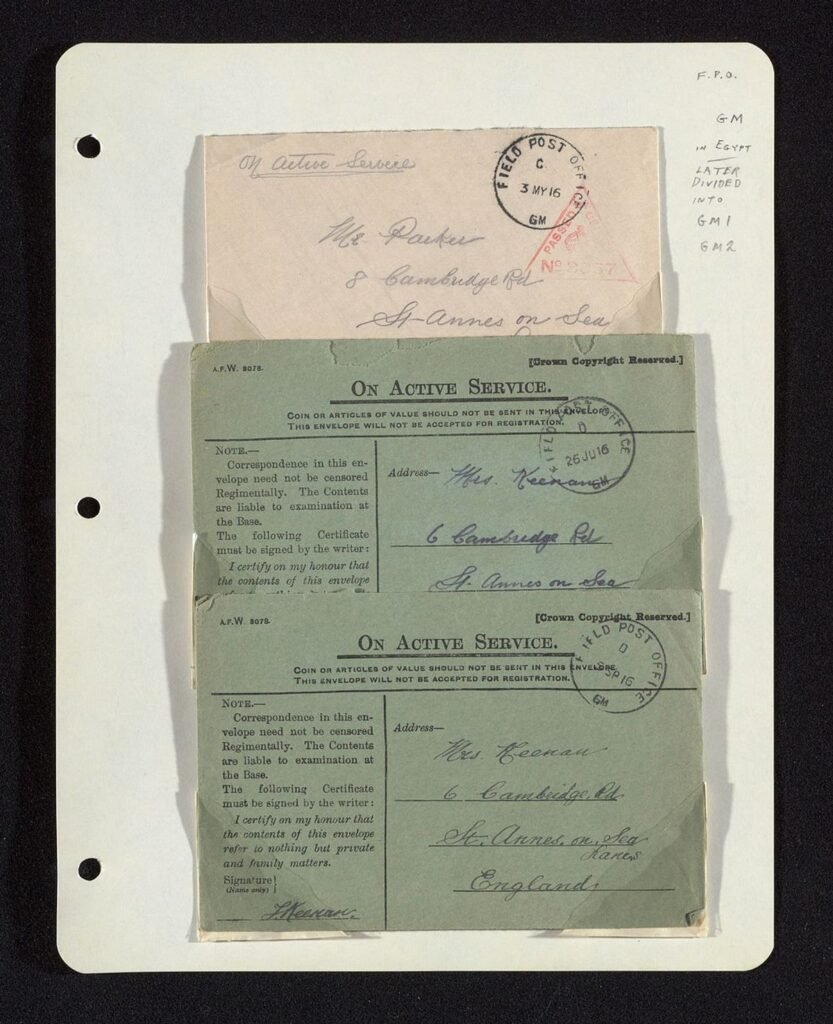 F.P.O.
GM
IN EGYPT
LATER
DIVIDED
INTO
GM1
GM2
On Active Service
FIELD POST OFFICE
C
3 MY 16
GM
PASSED
No
Mr. Parker
8 Cambridge Rd
St-Annes on Sea
A.F.W. 3078.
[Crown Copyright Reserved.]
ON ACTIVE SERVICE.
COIN OR ARTICLES OF VALUE SHOULD NOT BE SENT IN THIS ENVELOPE.
THIS ENVELOPE WILL NOT BE ACCEPTED FOR REGISTRATION.
FIELD POST OFFICE
D
26 JU 16
GM
NOTE.—
Correspondence in this en-
velope need not be censored
Regimentally. The Contents
are liable to examination at
the Base.
The following Certificate
must be signed by the writer:
I certify on my honour that
the contents of this envelope
Address—
Mrs. Keenan
6 Cambridge Rd
St. Annes on Sea
A.F.W. 3078.
[Crown Copyright Reserved.]
ON ACTIVE SERVICE.
COIN OR ARTICLES OF VALUE SHOULD NOT BE SENT IN THIS ENVELOPE.
THIS ENVELOPE WILL NOT BE ACCEPTED FOR REGISTRATION.
FIELD POST OFFICE
D
SP 16
GM
NOTE.—
Correspondence in this en-
velope need not be censored
Regimentally. The Contents
are liable to examination at
the Base.
The following Certificate
must be signed by the writer:
I certify on my honour that
the contents of this envelope
refer to nothing but private
and family matters.
Signature }
(Name only)
J. Keenan.
Address—
Mrs Keenan
6 Cambridge, Rd
St. Annes. on. Sea
Lancs
England.